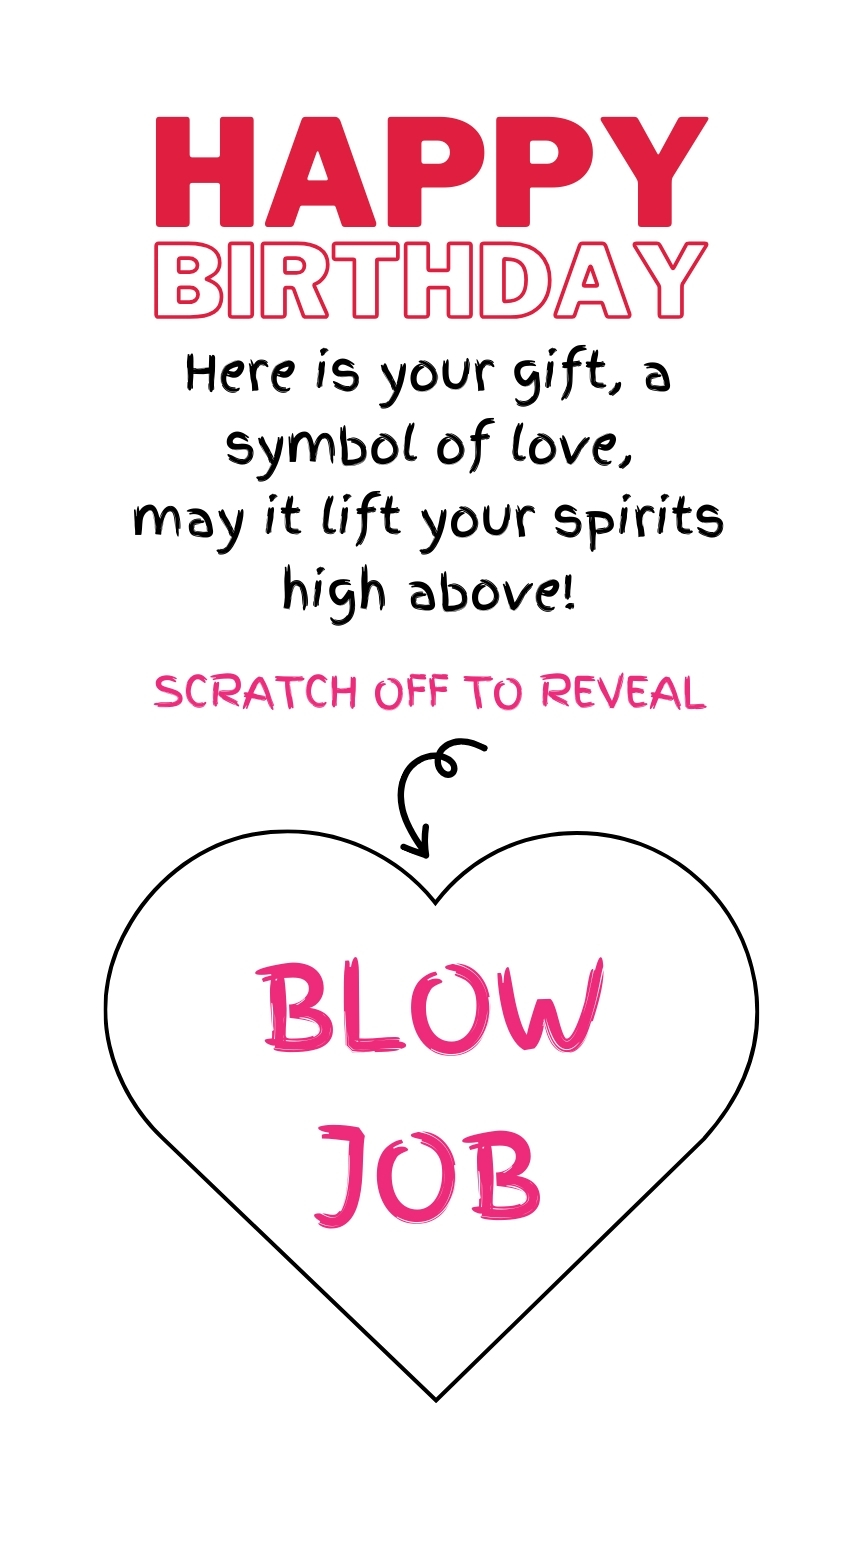 HAPPY
BIRTHDAY
Here is your gift, a
symbol of love,
may it lift your spirits
high above!
SCRATCH OFF TO REVEAL
BLOW
JOB